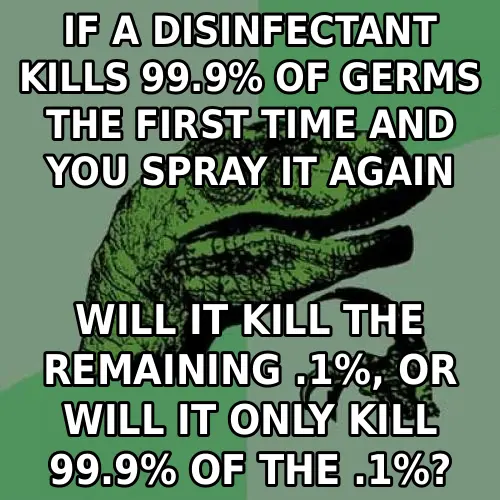 IF A DISINFECTANT
KILLS 99.9% OF GERMS
THE FIRST TIME AND
YOU SPRAY IT AGAIN
WILL IT KILL THE
REMAINING .1%, OR
WILL IT ONLY KILL
99.9% OF THE .1%?